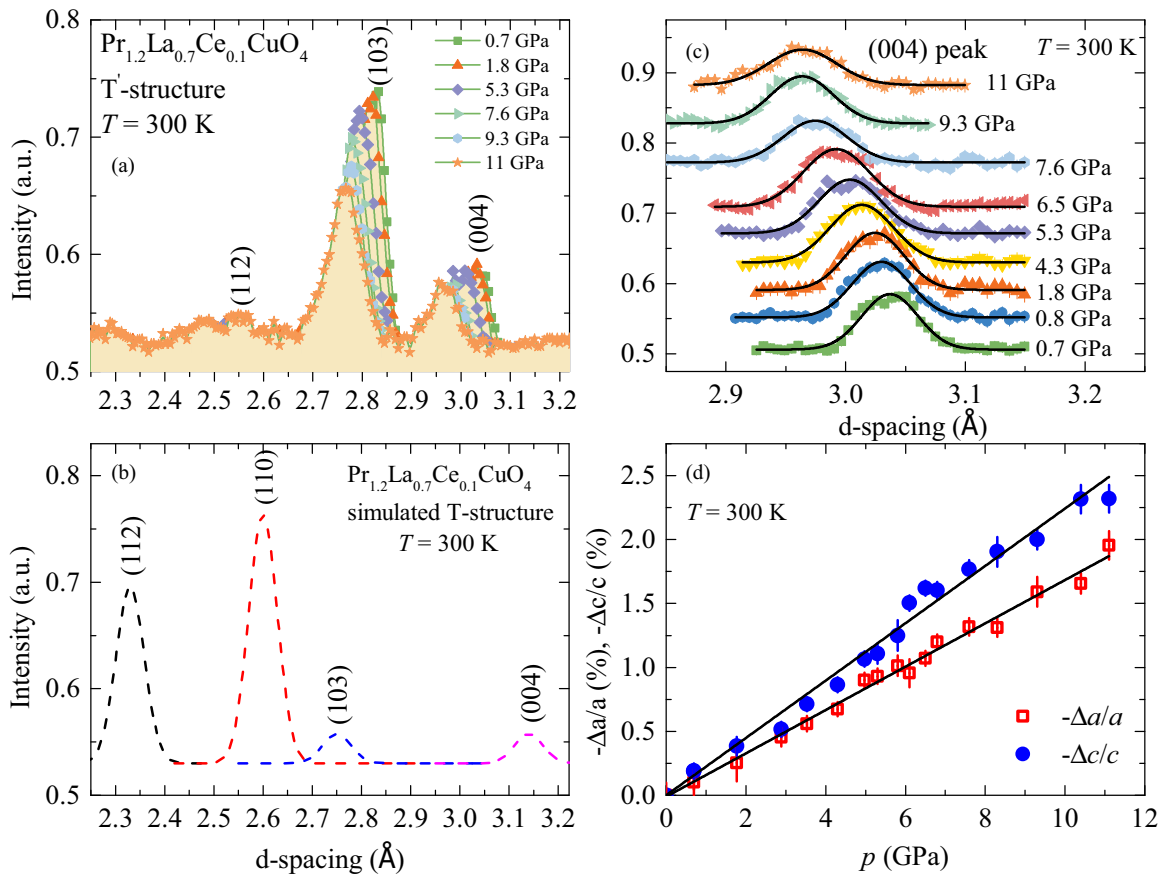 Pr1.2La0.7Ce0.1CuO4
T'-structure
T = 300 K
(a)
(112)
(103)
(004)
0.7 GPa
1.8 GPa
5.3 GPa
7.6 GPa
9.3 GPa
11 GPa
Intensity (a.u.)
0.8
0.7
0.6
0.5
2.3 2.4 2.5 2.6 2.7 2.8 2.9 3.0 3.1 3.2
(c)
(004) peak
T = 300 K
11 GPa
9.3 GPa
7.6 GPa
6.5 GPa
5.3 GPa
4.3 GPa
1.8 GPa
0.8 GPa
0.7 GPa
Intensity (a.u.)
0.9
0.8
0.7
0.6
0.5
2.9 3.0 3.1 3.2
d-spacing (Å)
(b)
Pr1.2La0.7Ce0.1CuO4
simulated T-structure
T = 300 K
(112)
(110)
(103)
(004)
Intensity (a.u.)
0.8
0.7
0.6
0.5
2.3 2.4 2.5 2.6 2.7 2.8 2.9 3.0 3.1 3.2
d-spacing (Å)
(d)
T = 300 K
-Δa/a
-Δc/c
-Δa/a (%), -Δc/c (%)
2.5
2.0
1.5
1.0
0.5
0.0
0 2 4 6 8 10 12
p (GPa)